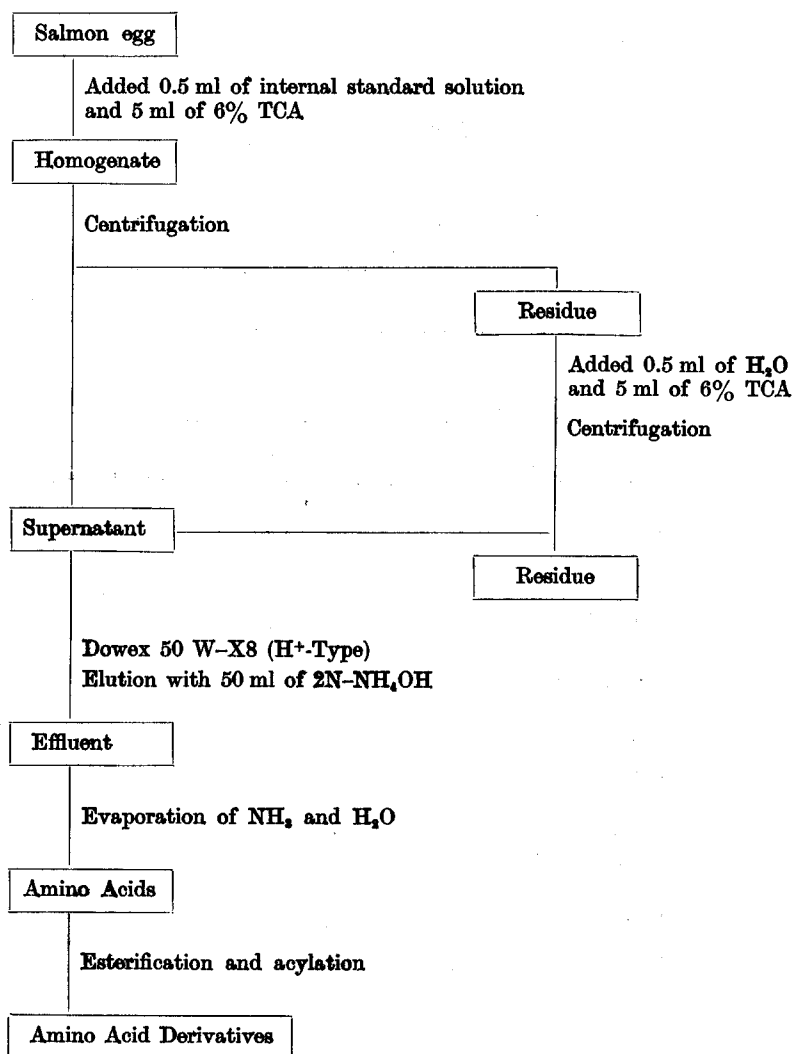 Salmon egg
Added 0.5 ml of internal standard solution
and 5 ml of 6% TCA
Homogenate
Centrifugation
Residue
Added 0.5 ml of H₂O
and 5 ml of 6% TCA
Centrifugation
Supernatant
Residue
Dowex 50 W–X8 (H⁺-Type)
Elution with 50 ml of 2N–NH₄OH
Effluent
Evaporation of NH₃ and H₂O
Amino Acids
Esterification and acylation
Amino Acid Derivatives